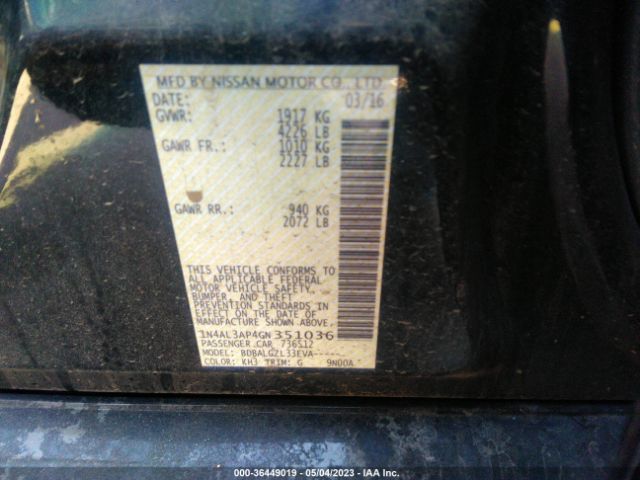 MFD BY NISSAN MOTOR CO., LTD
DATE: 03/16
GVWR: 1917 KG
4226 LB
GAWR FR.: 1010 KG
2227 LB
GAWR RR.: 940 KG
2072 LB
THIS VEHICLE CONFORMS TO
ALL APPLICABLE FEDERAL
MOTOR VEHICLE SAFETY,
BUMPER, AND THEFT
PREVENTION STANDARDS IN
EFFECT ON THE DATE OF
MANUFACTURE SHOWN ABOVE.
1N4AL3AP4GN351036
PASSENGER CAR 736512
MODEL: BDBALGZL33EVA-----
COLOR: KH3 TRIM: G 9N00A
000-36449019 - 05/04/2023 - IAA Inc.